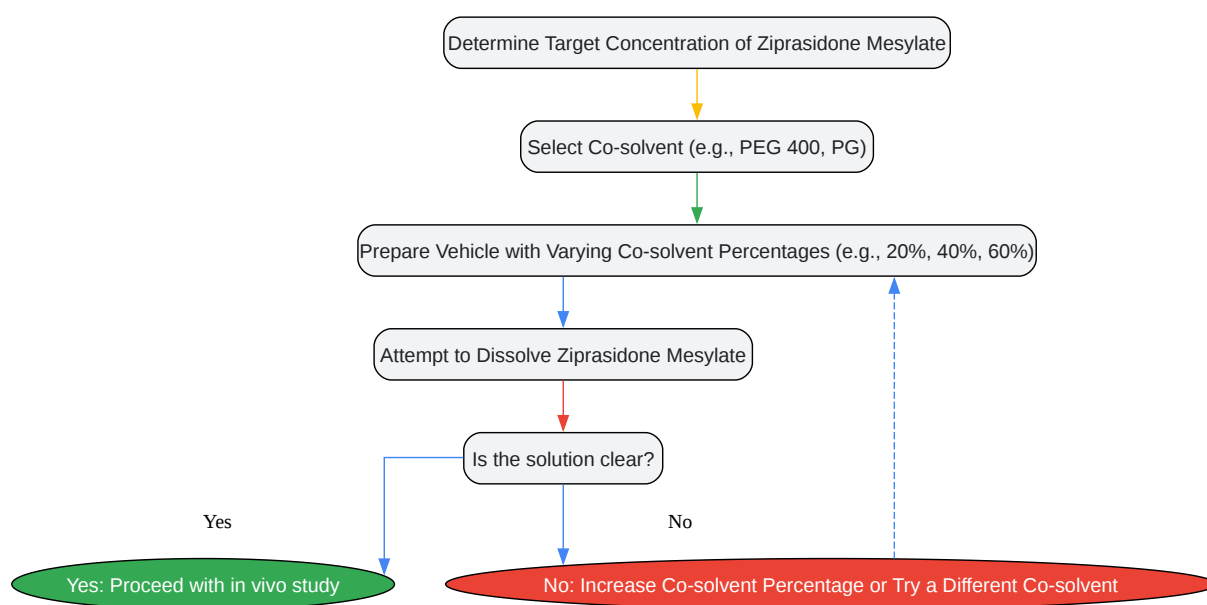 Determine Target Concentration of Ziprasidone Mesylate
Select Co-solvent (e.g., PEG 400, PG)
Prepare Vehicle with Varying Co-solvent Percentages (e.g., 20%, 40%, 60%)
Attempt to Dissolve Ziprasidone Mesylate
Is the solution clear?
Yes
No
Yes: Proceed with in vivo study
No: Increase Co-solvent Percentage or Try a Different Co-solvent